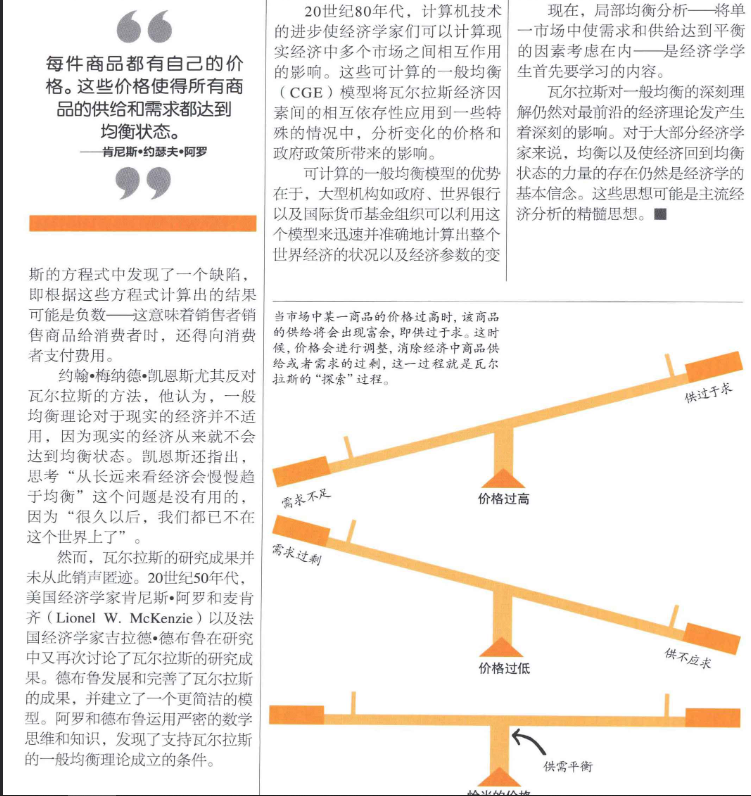 每件商品都有自己的价
格。这些价格使得所有商
品的供给和需求都达到
均衡状态。
——肯尼斯•约瑟夫•阿罗
斯的方程式中发现了一个缺陷，
即根据这些方程式计算出的结果
可能是负数——这意味着销售者销
售商品给消费者时，还得向消费
者支付费用。
约翰•梅纳德•凯恩斯尤其反对
瓦尔拉斯的方法，他认为，一般
均衡理论对于现实的经济并不适
用，因为现实的经济从来就不会
达到均衡状态。凯恩斯还指出，
思考“从长远来看经济会慢慢趋
于均衡”这个问题是没有用的，
因为“很久以后，我们都已不在
这个世界上了”。
然而，瓦尔拉斯的研究成果并
未从此销声匿迹。20世纪50年代，
美国经济学家肯尼斯•阿罗和麦肯
齐（Lionel W. McKenzie）以及法
国经济学家吉拉德•德布鲁在研究
中又再次讨论了瓦尔拉斯的研究成
果。德布鲁发展和完善了瓦尔拉斯
的成果，并建立了一个更简洁的模
型。阿罗和德布鲁运用严密的数学
思维和知识，发现了支持瓦尔拉斯
的一般均衡理论成立的条件。
20世纪80年代，计算机技术
的进步使经济学家们可以计算现
实经济中多个市场之间相互作用
的影响。这些可计算的一般均衡
（CGE）模型将瓦尔拉斯经济因
素间的相互依存性应用到一些特
殊的情况中，分析变化的价格和
政府政策所带来的影响。
可计算的一般均衡模型的优势
在于，大型机构如政府、世界银行
以及国际货币基金组织可以利用这
个模型来迅速并准确地计算出整个
世界经济的状况以及经济参数的变
现在，局部均衡分析——将单
一市场中使需求和供给达到平衡
的因素考虑在内——是经济学学
生首先要学习的内容。
瓦尔拉斯对一般均衡的深刻理
解仍然对最前沿的经济理论发产生
着深刻的影响。对于大部分经济学
家来说，均衡以及使经济回到均衡
状态的力量的存在仍然是经济学的
基本信念。这些思想可能是主流经
济分析的精髓思想。■
当市场中某一商品的价格过高时，该商品
的供给将会出现富余，即供过于求。这时
候，价格会进行调整，消除经济中商品供
给或者需求的过剩，这一过程就是瓦尔
拉斯的“探索”过程。
供过于求
需求不足
价格过高
需求过剩
供不应求
价格过低
供需平衡
恰当的价格